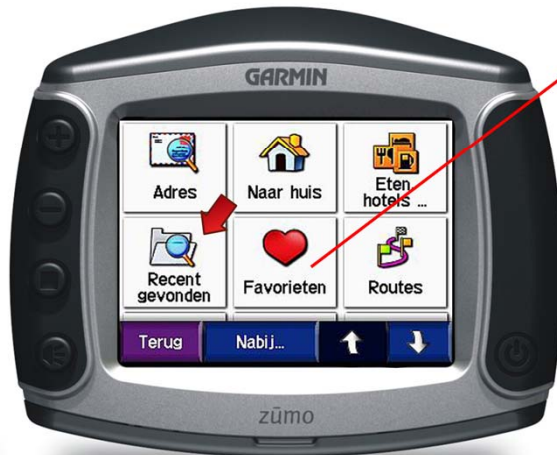 GARMIN
Adres
Naar huis
Eten
hotels ...
Recent
gevonden
Favorieten
Routes
Terug
Nabij...
zūmo